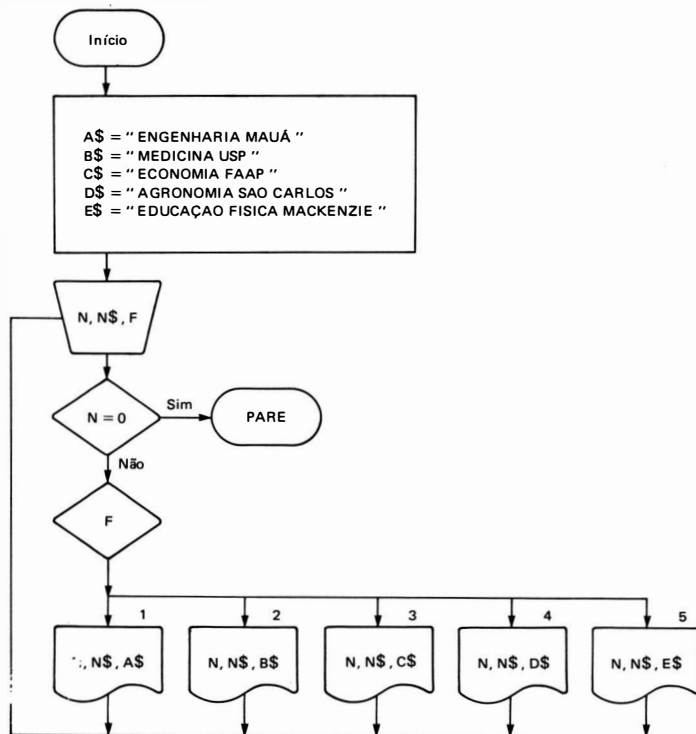 Início
A$ = " ENGENHARIA MAUÁ "
B$ = " MEDICINA USP "
C$ = " ECONOMIA FAAP "
D$ = " AGRONOMIA SAO CARLOS "
E$ = " EDUCAÇAO FISICA MACKENZIE "
N, N$, F
N = 0
Sim
PARE
Não
F
1
2
3
4
5
, N$, A$
N, N$, B$
N, N$, C$
N, N$, D$
N, N$, E$